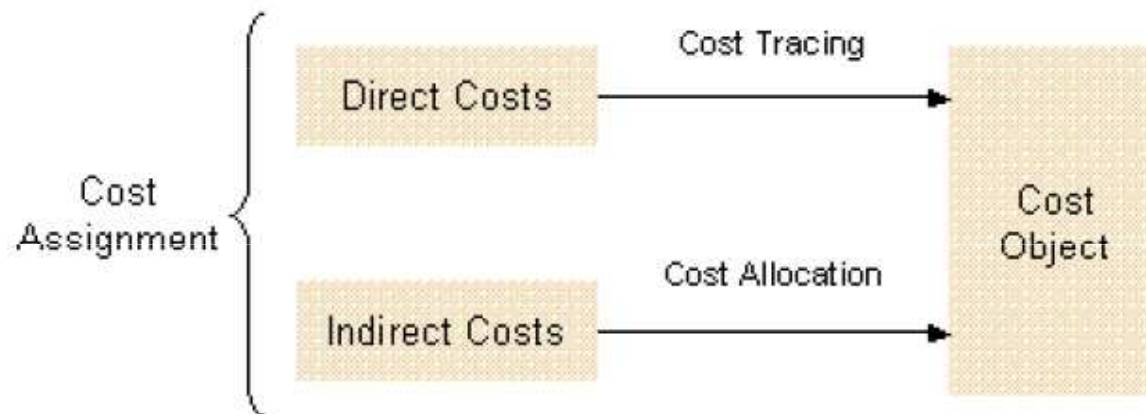 Cost Tracing
Direct Costs
Cost
Assignment
Cost
Object
Cost Allocation
Indirect Costs